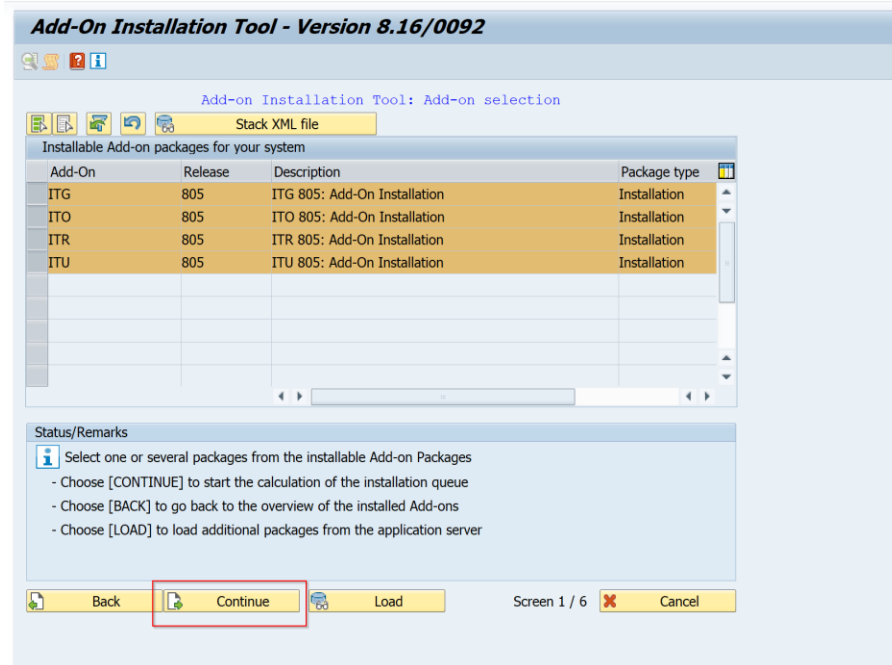 Add-On Installation Tool - Version 8.16/0092
Add-on Installation Tool: Add-on selection
Stack XML file
Installable Add-on packages for your system
Add-On Release Description Package type
ITG 805 ITG 805: Add-On Installation Installation
ITO 805 ITO 805: Add-On Installation Installation
ITR 805 ITR 805: Add-On Installation Installation
ITU 805 ITU 805: Add-On Installation Installation
Status/Remarks
Select one or several packages from the installable Add-on Packages
- Choose [CONTINUE] to start the calculation of the installation queue
- Choose [BACK] to go back to the overview of the installed Add-ons
- Choose [LOAD] to load additional packages from the application server
Back Continue Load Screen 1 / 6 Cancel